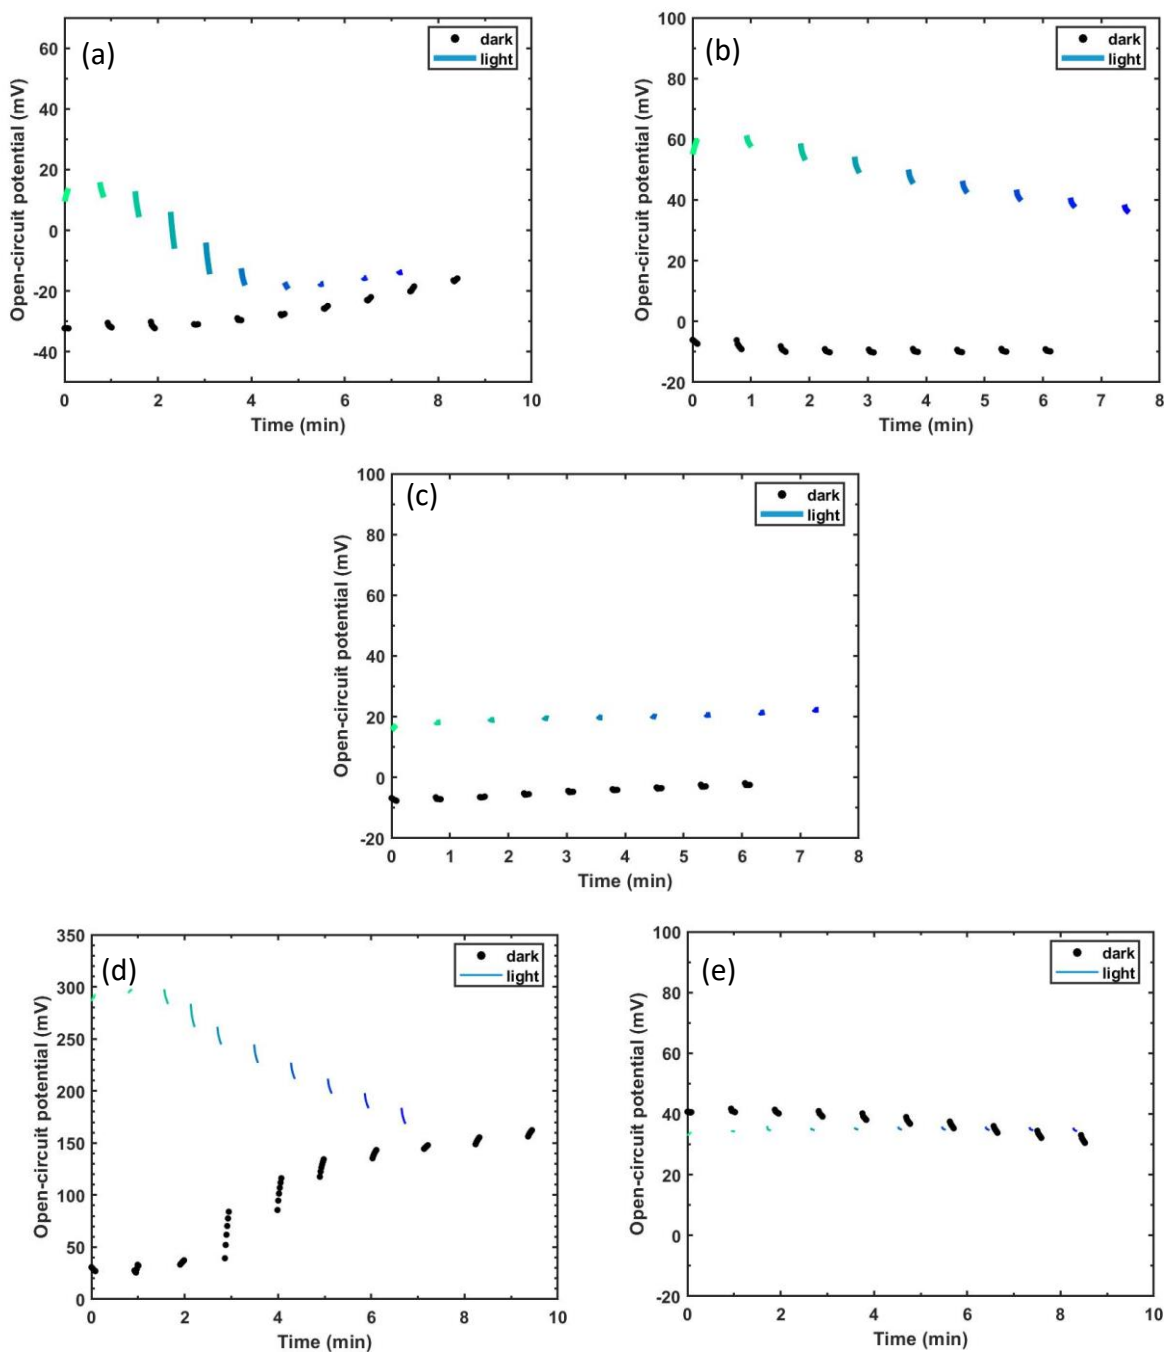 (a)
dark
light
60
40
20
0
-20
-40
0 2 4 6 8 10
Open-circuit potential (mV)
Time (min)
(b)
dark
light
100
80
60
40
20
0
-20
0 1 2 3 4 5 6 7 8
Open-circuit potential (mV)
Time (min)
(c)
dark
light
100
80
60
40
20
0
-20
0 1 2 3 4 5 6 7 8
Open-circuit potential (mV)
Time (min)
(d)
dark
light
350
300
250
200
150
100
50
0
0 2 4 6 8 10
Open-circuit potential (mV)
Time (min)
(e)
dark
light
100
80
60
40
20
0
-20
0 2 4 6 8 10
Open-circuit potential (mV)
Time (min)